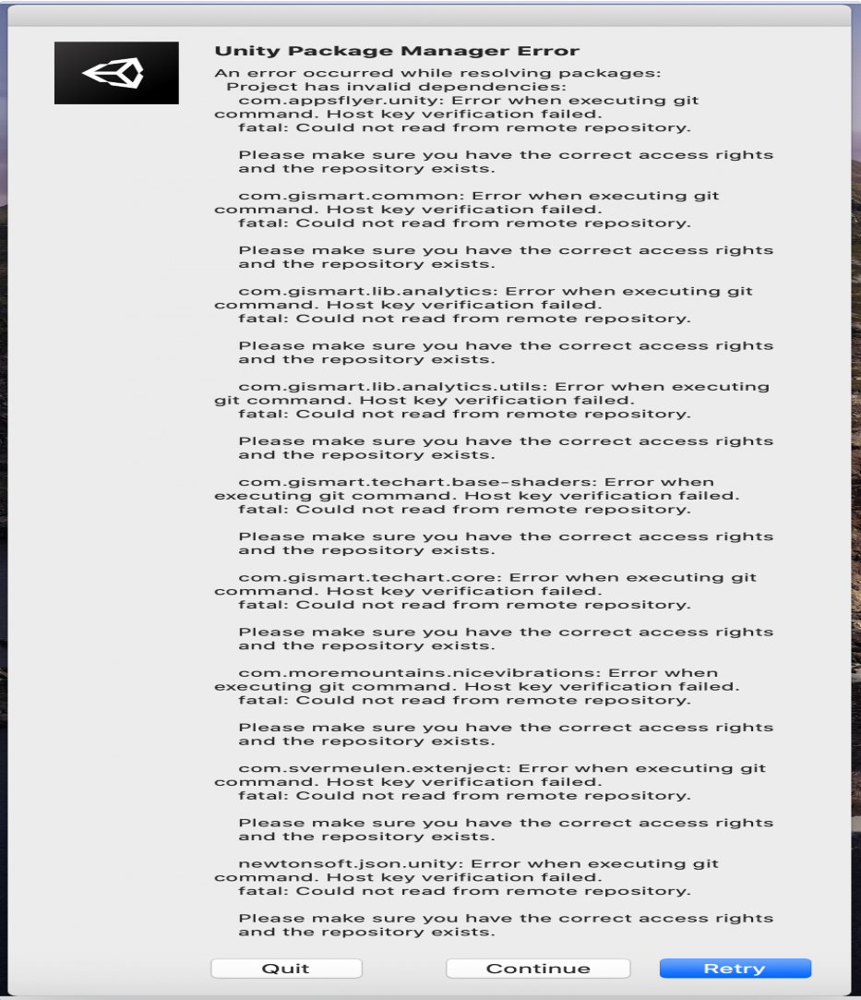 Unity Package Manager Error
An error occurred while resolving packages:
Project has invalid dependencies:
com.appsflyer.unity: Error when executing git
command. Host key verification failed.
fatal: Could not read from remote repository.
Please make sure you have the correct access rights
and the repository exists.
com.gismart.common: Error when executing git
command. Host key verification failed.
fatal: Could not read from remote repository.
Please make sure you have the correct access rights
and the repository exists.
com.gismart.lib.analytics: Error when executing git
command. Host key verification failed.
fatal: Could not read from remote repository.
Please make sure you have the correct access rights
and the repository exists.
com.gismart.lib.analytics.utils: Error when executing
git command. Host key verification failed.
fatal: Could not read from remote repository.
Please make sure you have the correct access rights
and the repository exists.
com.gismart.techart.base-shaders: Error when
executing git command. Host key verification failed.
fatal: Could not read from remote repository.
Please make sure you have the correct access rights
and the repository exists.
com.gismart.techart.core: Error when executing git
command. Host key verification failed.
fatal: Could not read from remote repository.
Please make sure you have the correct access rights
and the repository exists.
com.moremountains.nicevibrations: Error when
executing git command. Host key verification failed.
fatal: Could not read from remote repository.
Please make sure you have the correct access rights
and the repository exists.
com.svermeulen.extenject: Error when executing git
command. Host key verification failed.
fatal: Could not read from remote repository.
Please make sure you have the correct access rights
and the repository exists.
newtonsoft.json.unity: Error when executing git
command. Host key verification failed.
fatal: Could not read from remote repository.
Please make sure you have the correct access rights
and the repository exists.
Quit Continue Retry